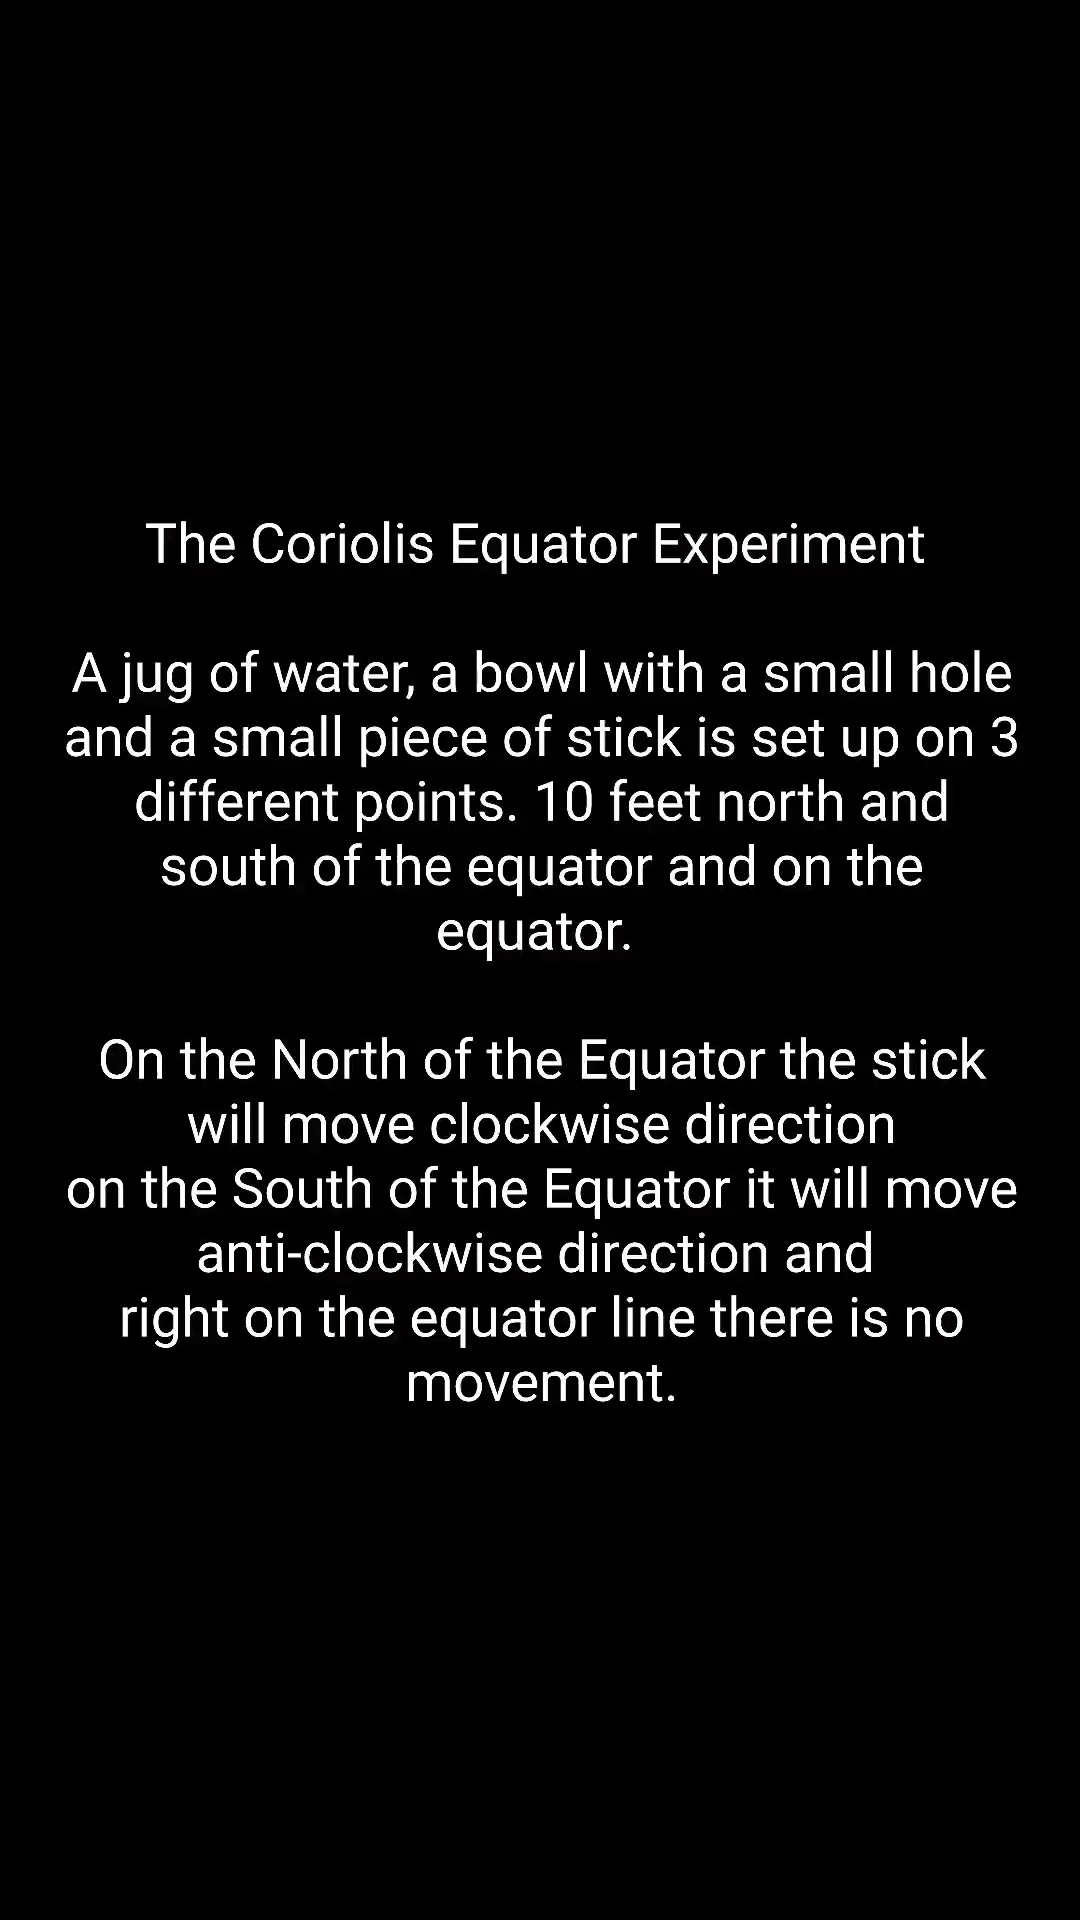 The Coriolis Equator Experiment
A jug of water, a bowl with a small hole
and a small piece of stick is set up on 3
different points. 10 feet north and
south of the equator and on the
equator.
On the North of the Equator the stick
will move clockwise direction
on the South of the Equator it will move
anti-clockwise direction and
right on the equator line there is no
movement.